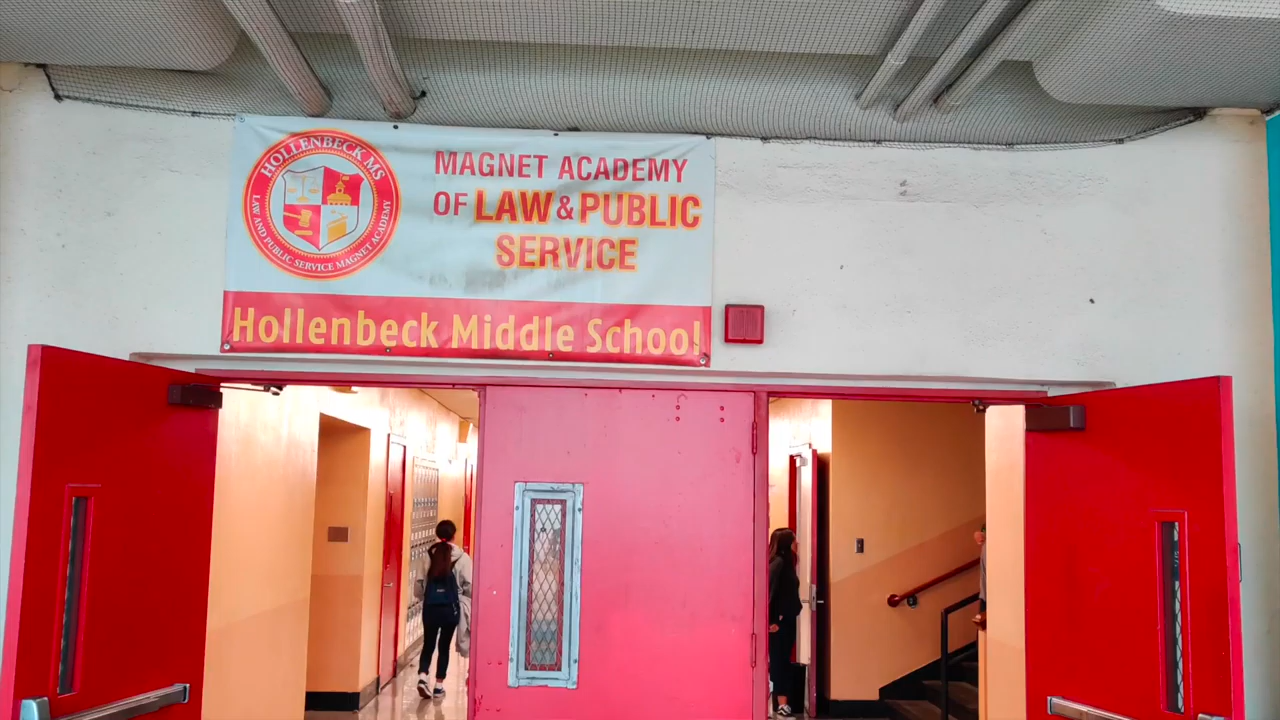 HOLLENBECK MS
LAW AND PUBLIC SERVICE MAGNET ACADEMY
MAGNET ACADEMY
OF LAW & PUBLIC
SERVICE
Hollenbeck Middle School